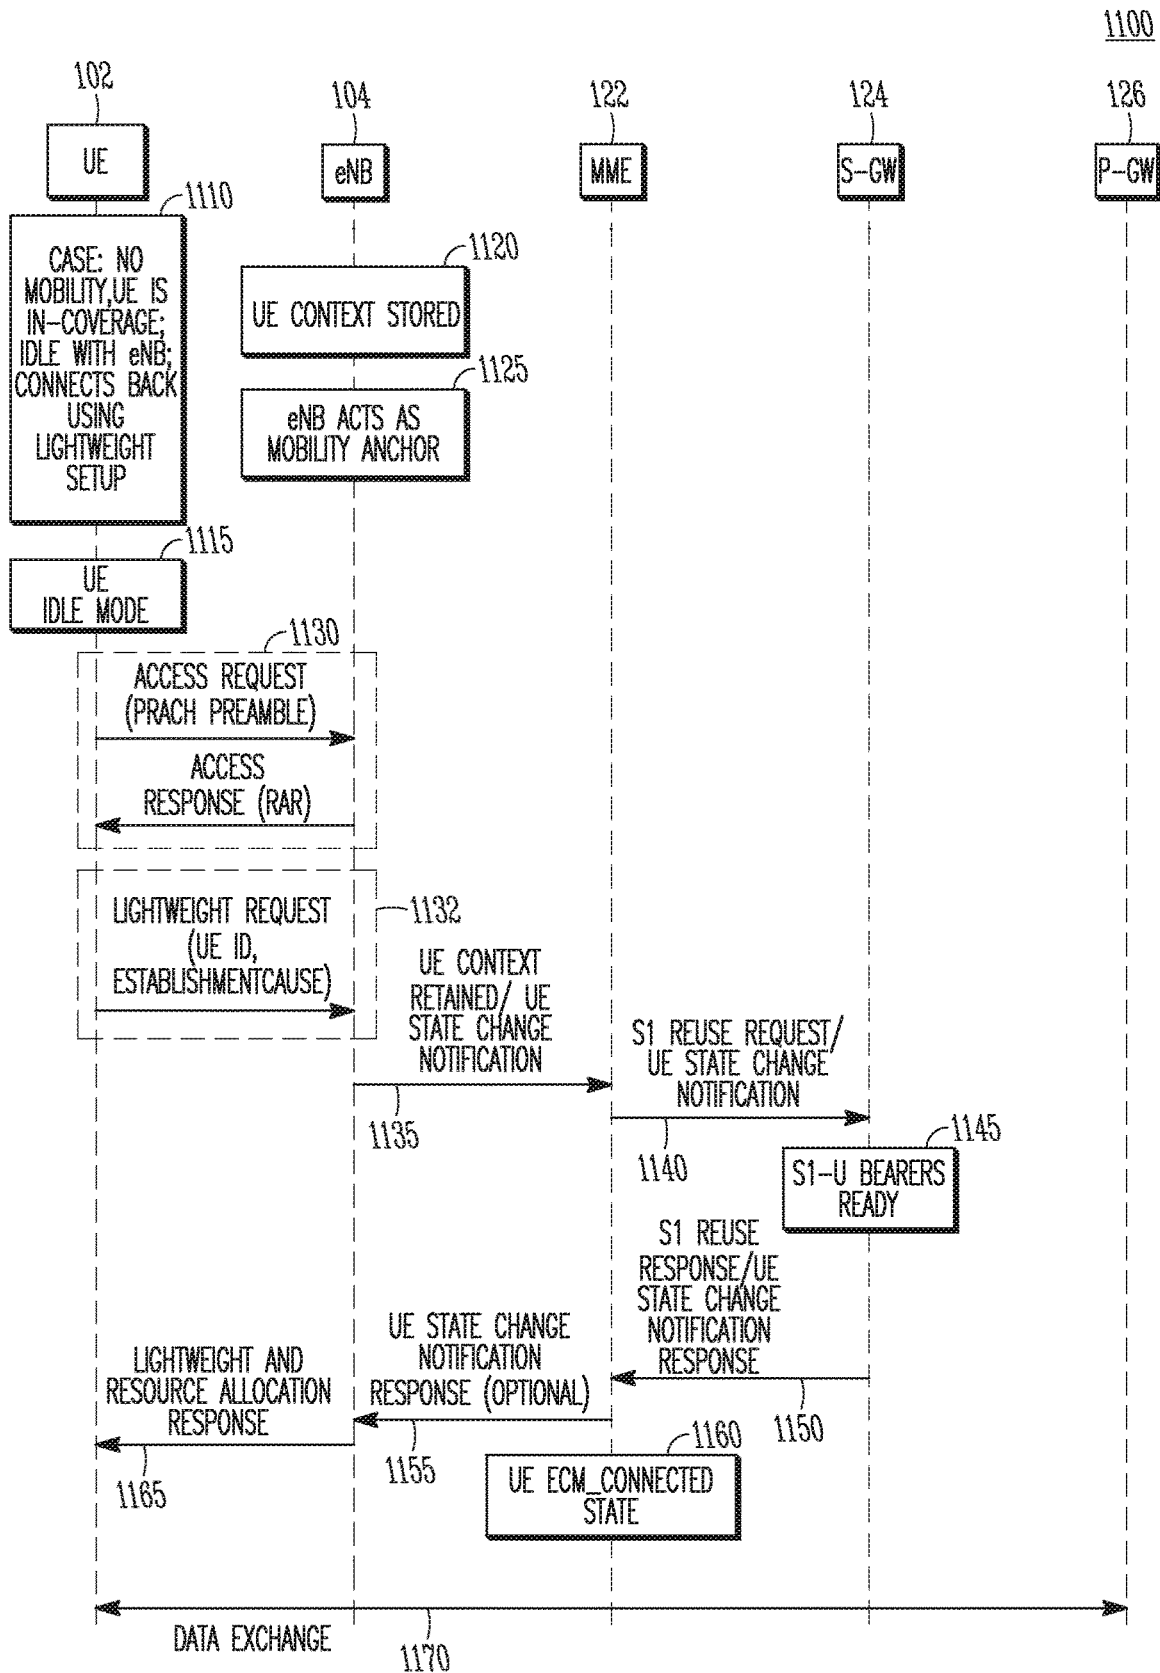 1100
102
104
122
124
126
UE
eNB
MME
S-GW
P-GW
1110
CASE: NO
MOBILITY,UE IS
IN-COVERAGE;
IDLE WITH eNB;
CONNECTS BACK
USING
LIGHTWEIGHT
SETUP
1120
UE CONTEXT STORED
1125
eNB ACTS AS
MOBILITY ANCHOR
1115
UE
IDLE MODE
1130
ACCESS REQUEST
(PRACH PREAMBLE)
ACCESS
RESPONSE (RAR)
1132
LIGHTWEIGHT REQUEST
(UE ID,
ESTABLISHMENTCAUSE)
UE CONTEXT
RETAINED/ UE
STATE CHANGE
NOTIFICATION
1135
S1 REUSE REQUEST/
UE STATE CHANGE
NOTIFICATION
1140
1145
S1-U BEARERS
READY
S1 REUSE
RESPONSE/UE
STATE CHANGE
NOTIFICATION
RESPONSE
1150
UE STATE CHANGE
NOTIFICATION
RESPONSE (OPTIONAL)
1155
LIGHTWEIGHT AND
RESOURCE ALLOCATION
RESPONSE
1165
1160
UE ECM_CONNECTED
STATE
DATA EXCHANGE
1170